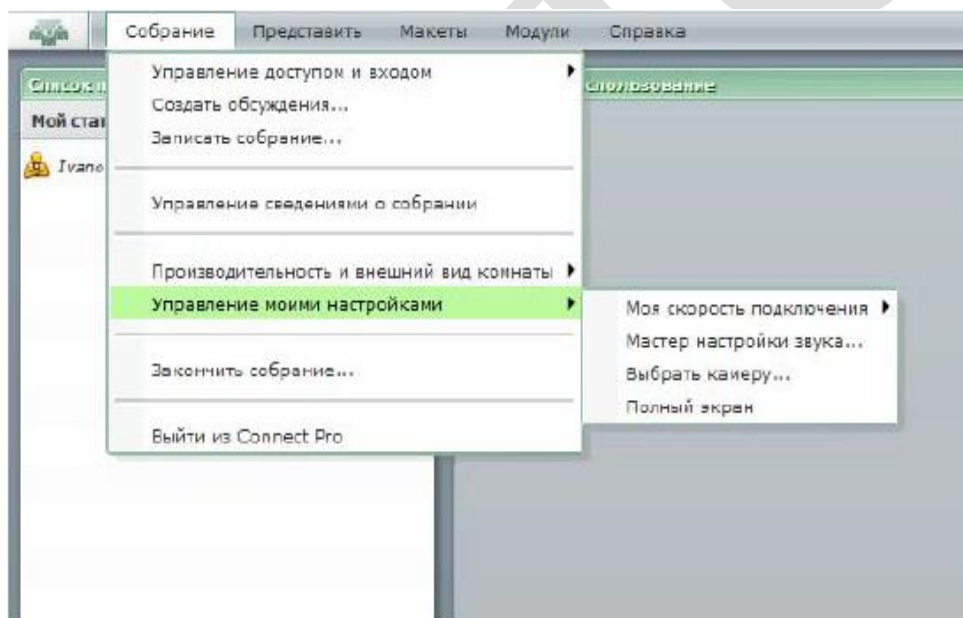 Собрание Представить Макеты Модули Справка
Управление доступом и входом
Список
Создать обсуждения...
Мой
Записать собрание...
Управление сведениями о собрании
Производительность и внешний вид комнаты
Управление моими настройками
Моя скорость подключения
Мастер настройки звука...
Закончить собрание...
Выбрать камеру...
Полный экран
Выйти из Connect Pro